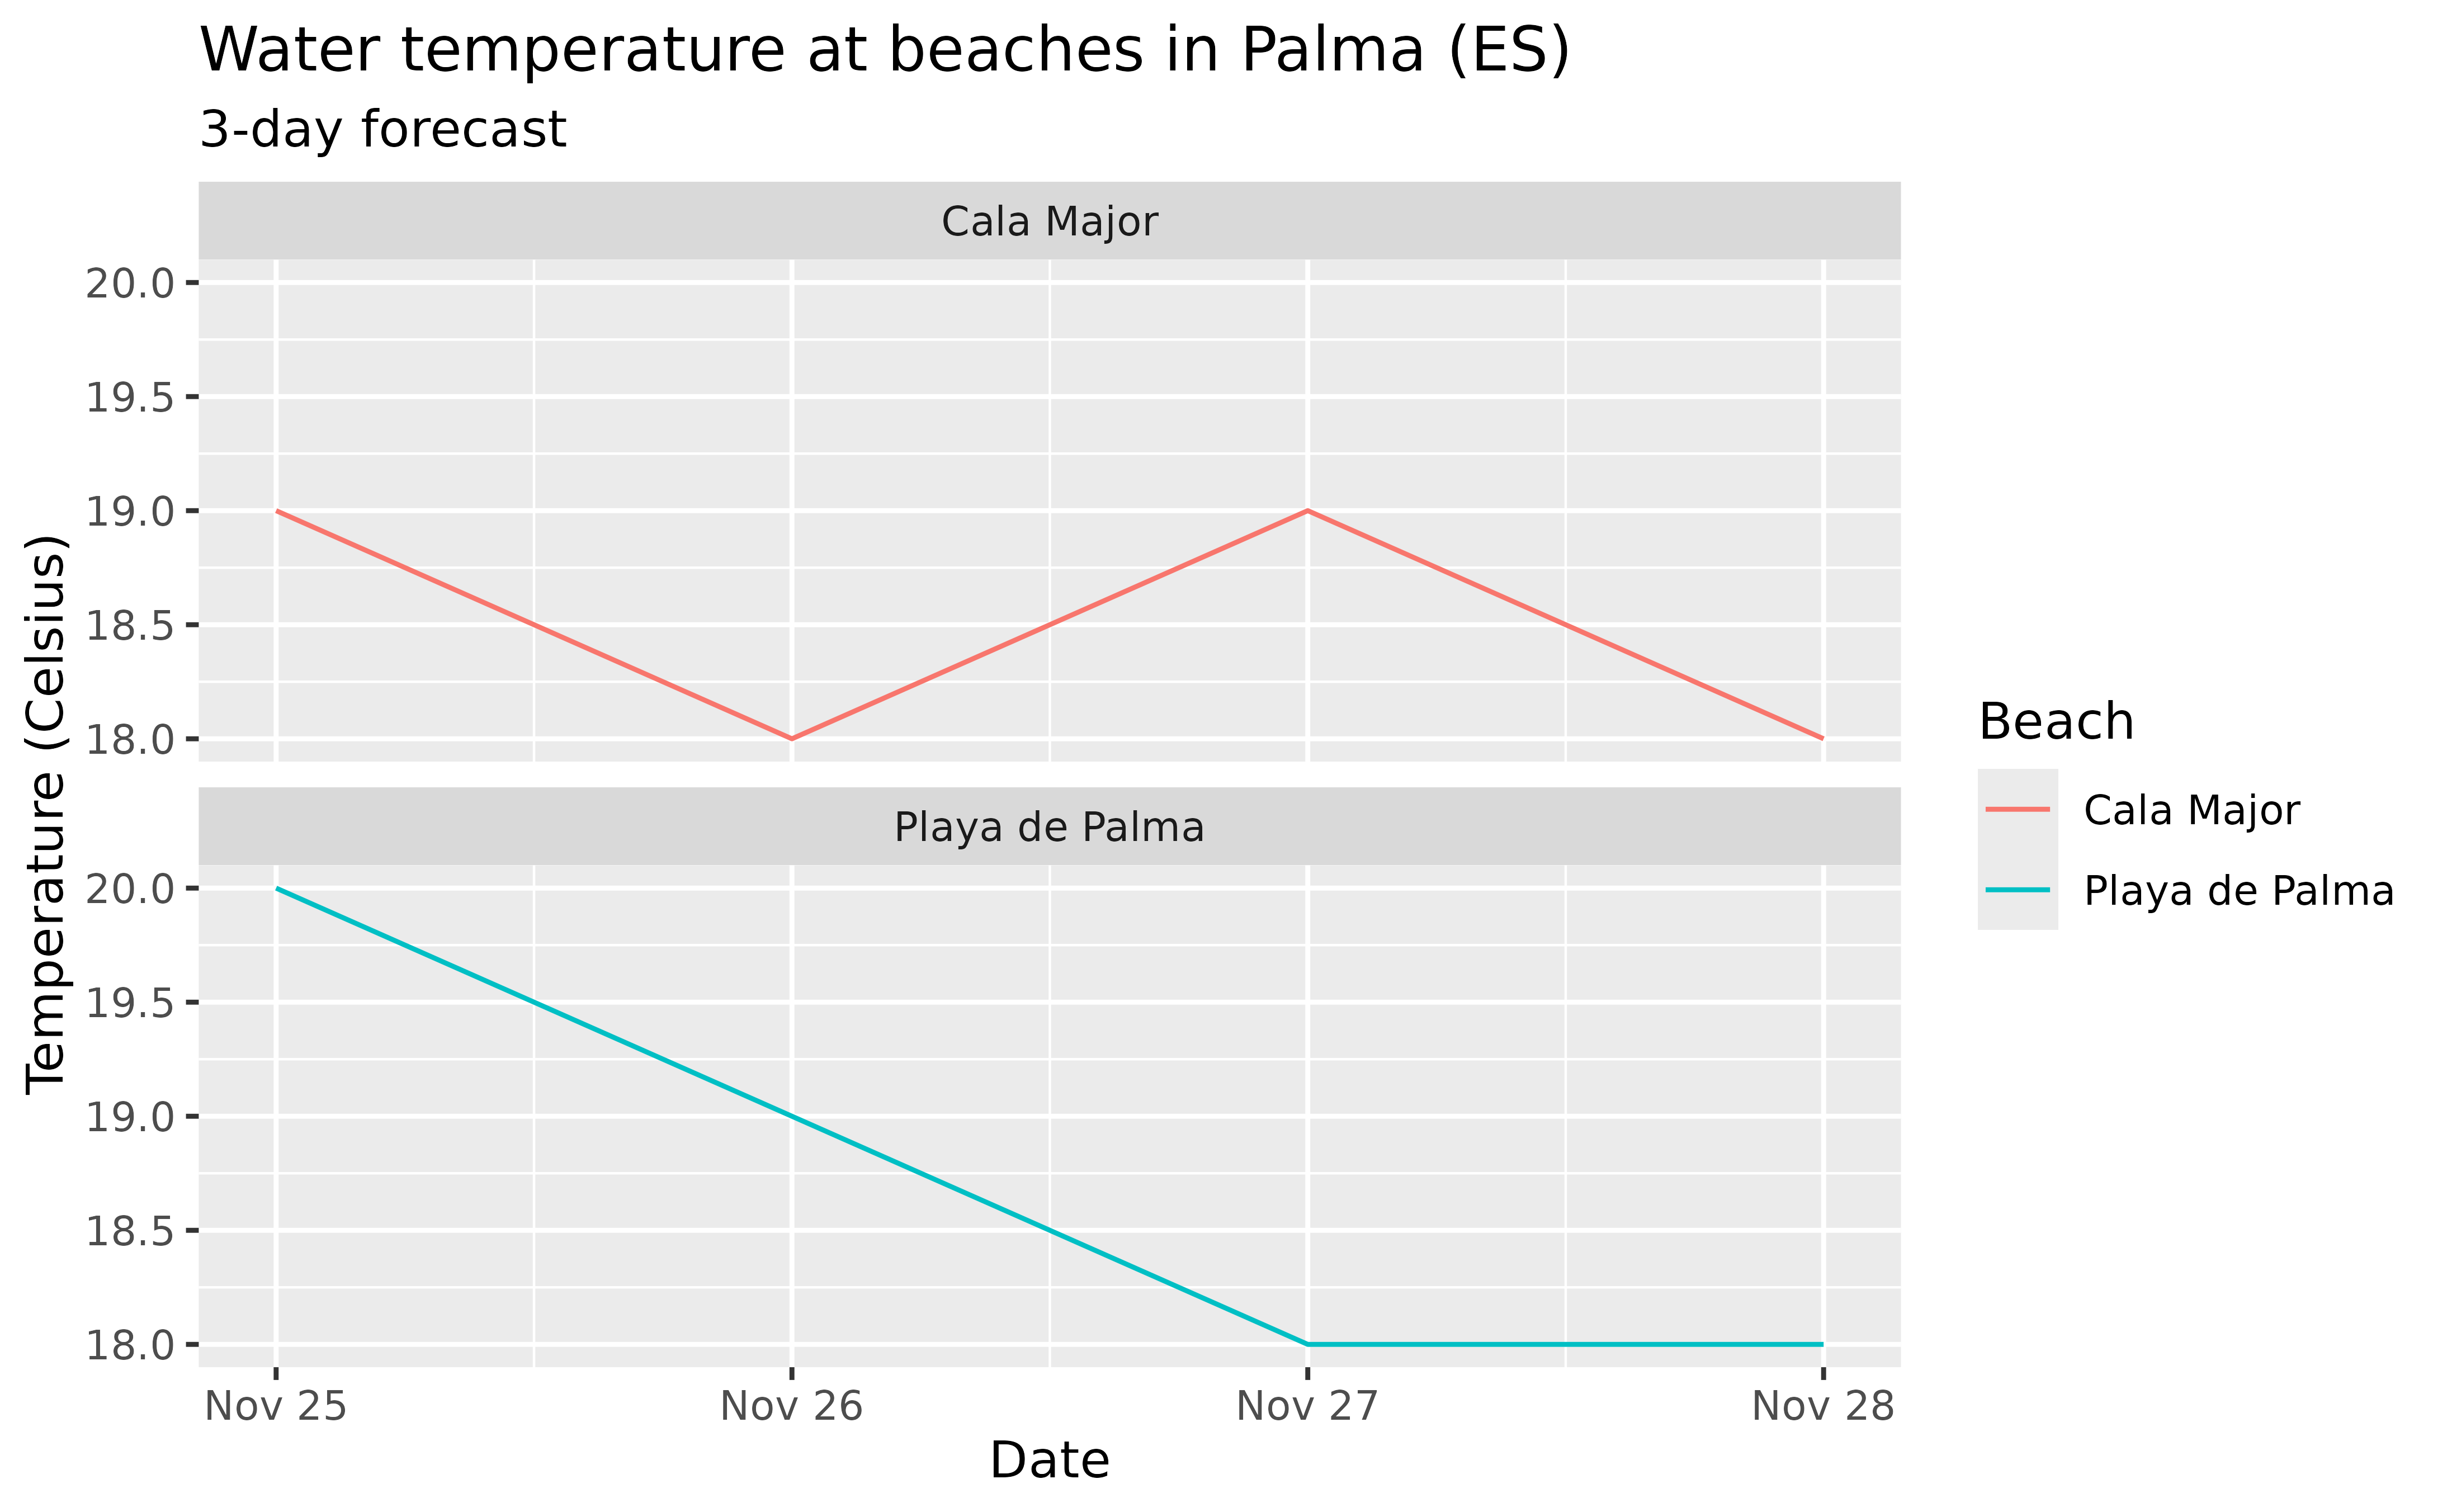 Water temperature at beaches in Palma (ES)
3-day forecast
Cala Major
20.0
19.5
19.0
18.5
18.0
Temperature (Celsius)
Playa de Palma
20.0
19.5
19.0
18.5
18.0
Nov 25
Nov 26
Nov 27
Nov 28
Date
Beach
Cala Major
Playa de Palma